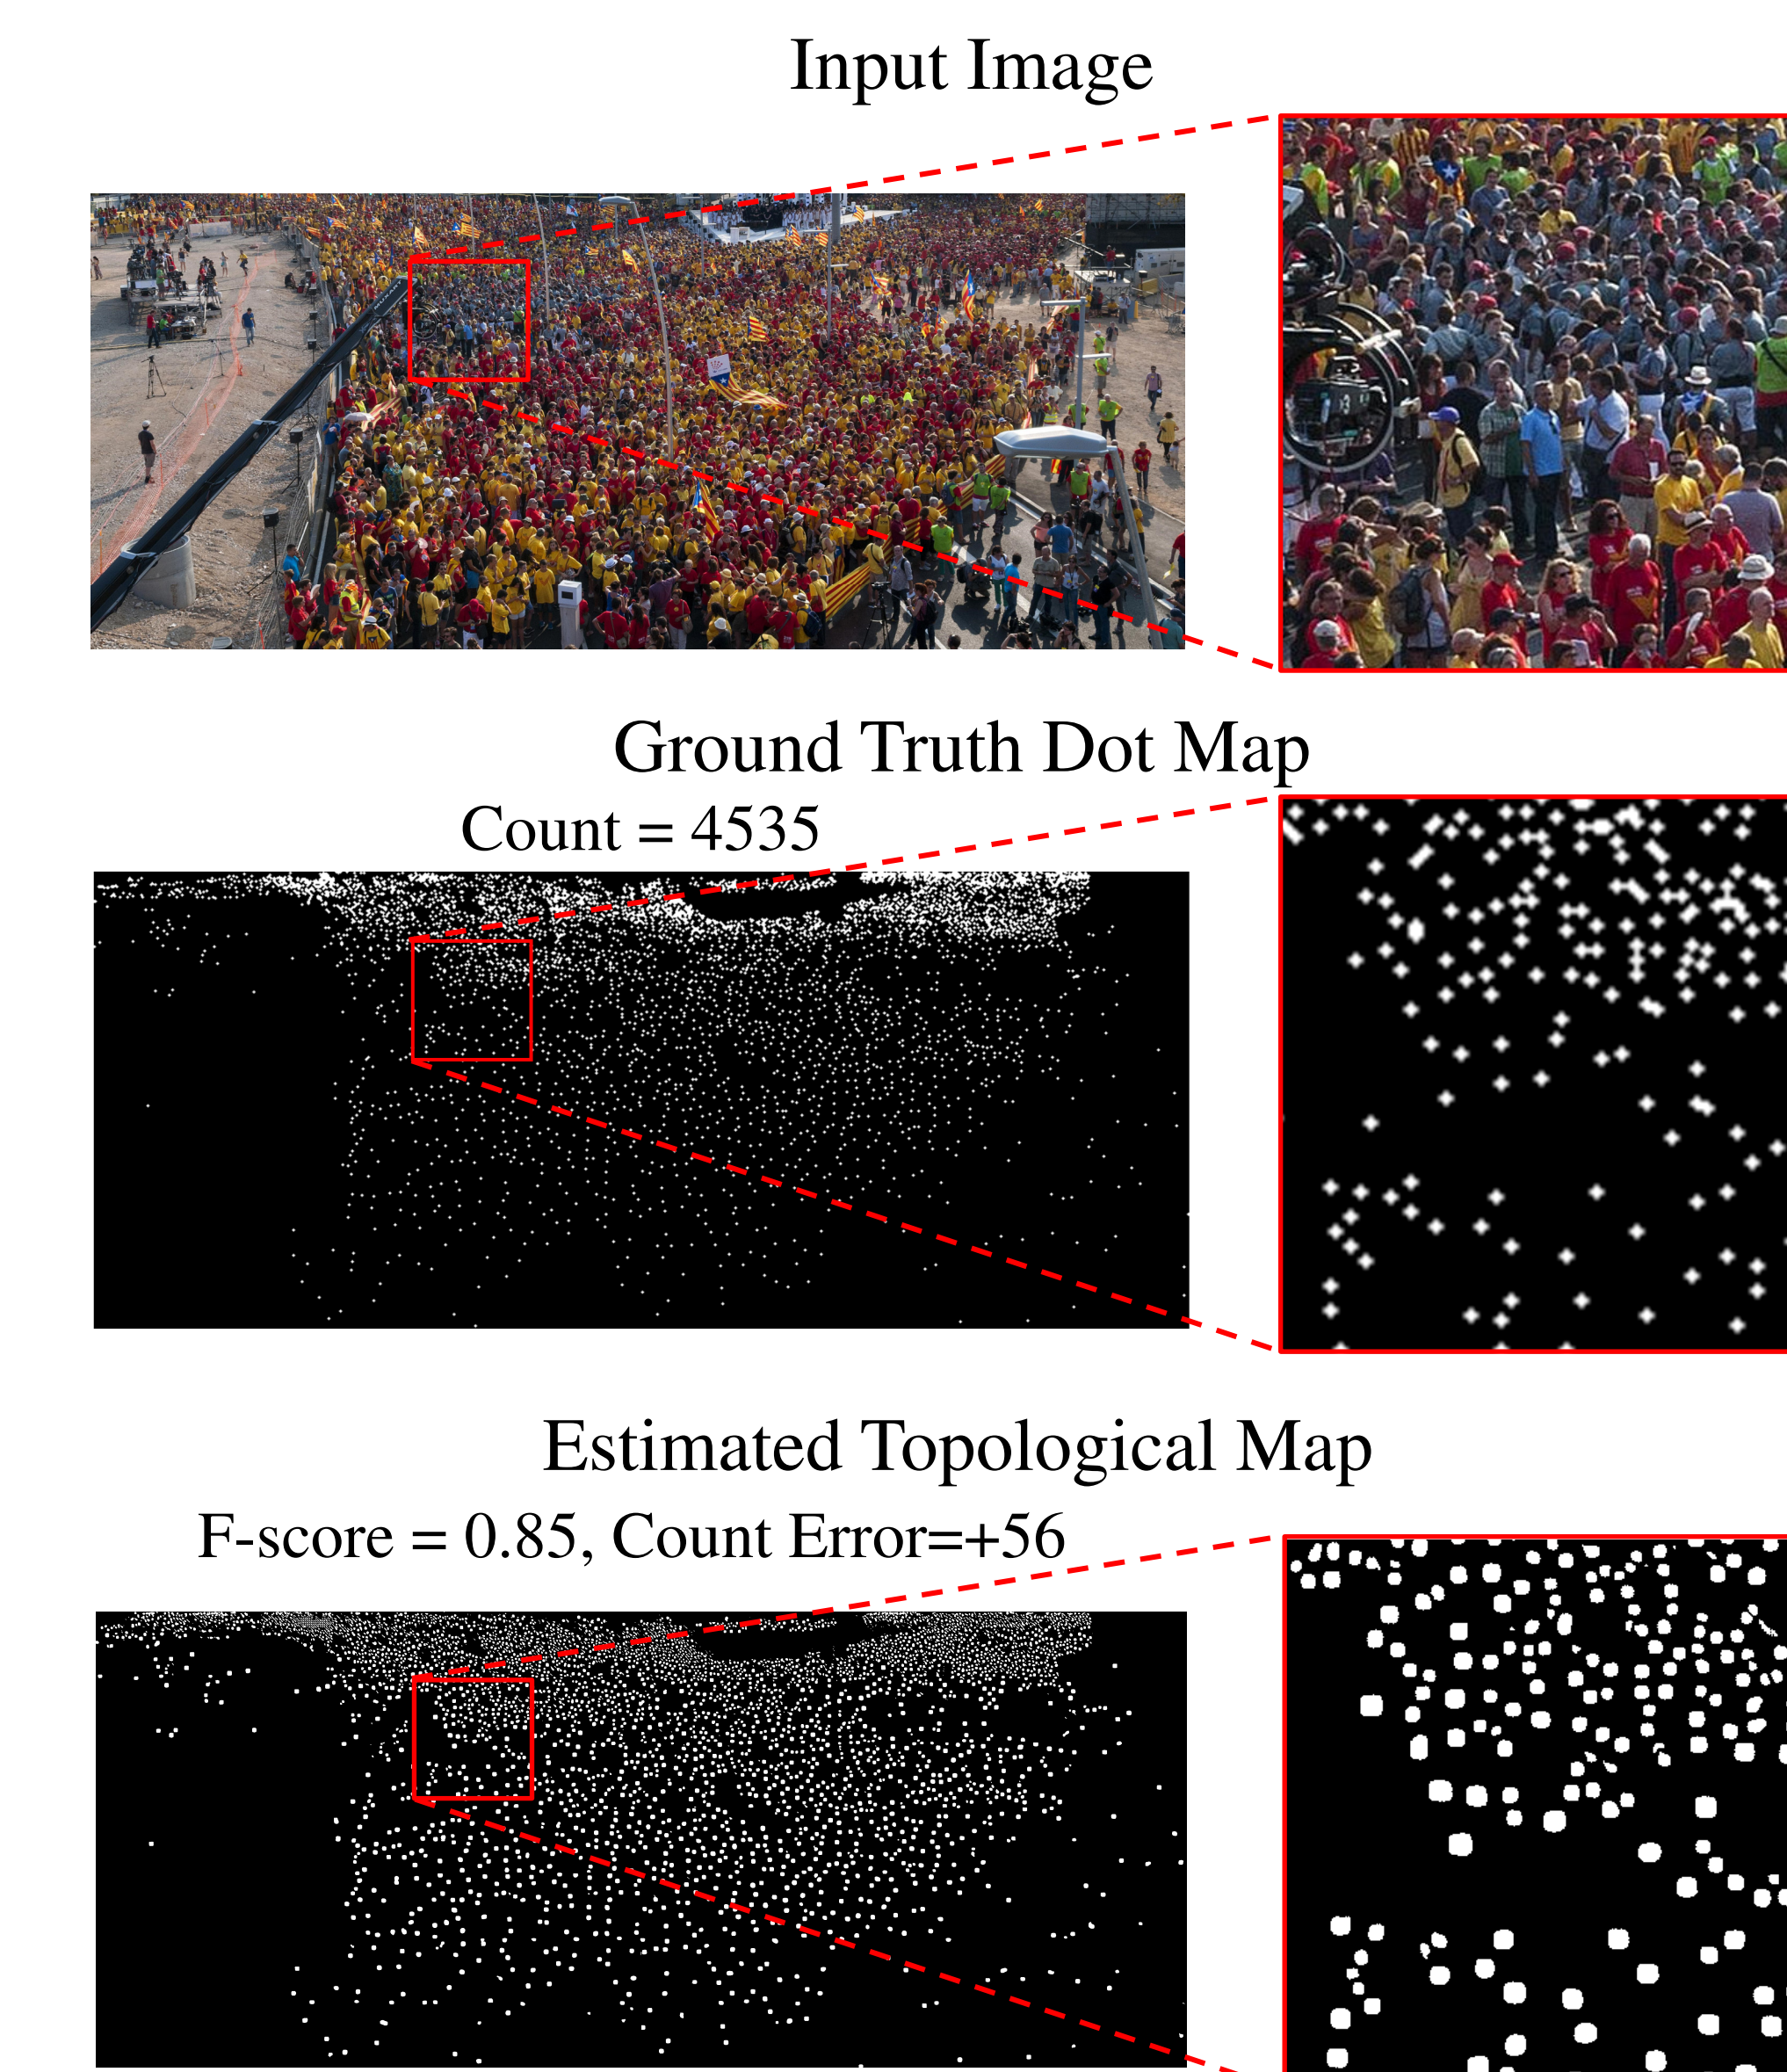 Input Image
Ground Truth Dot Map
Count = 4535
Estimated Topological Map
F-score = 0.85, Count Error=+56